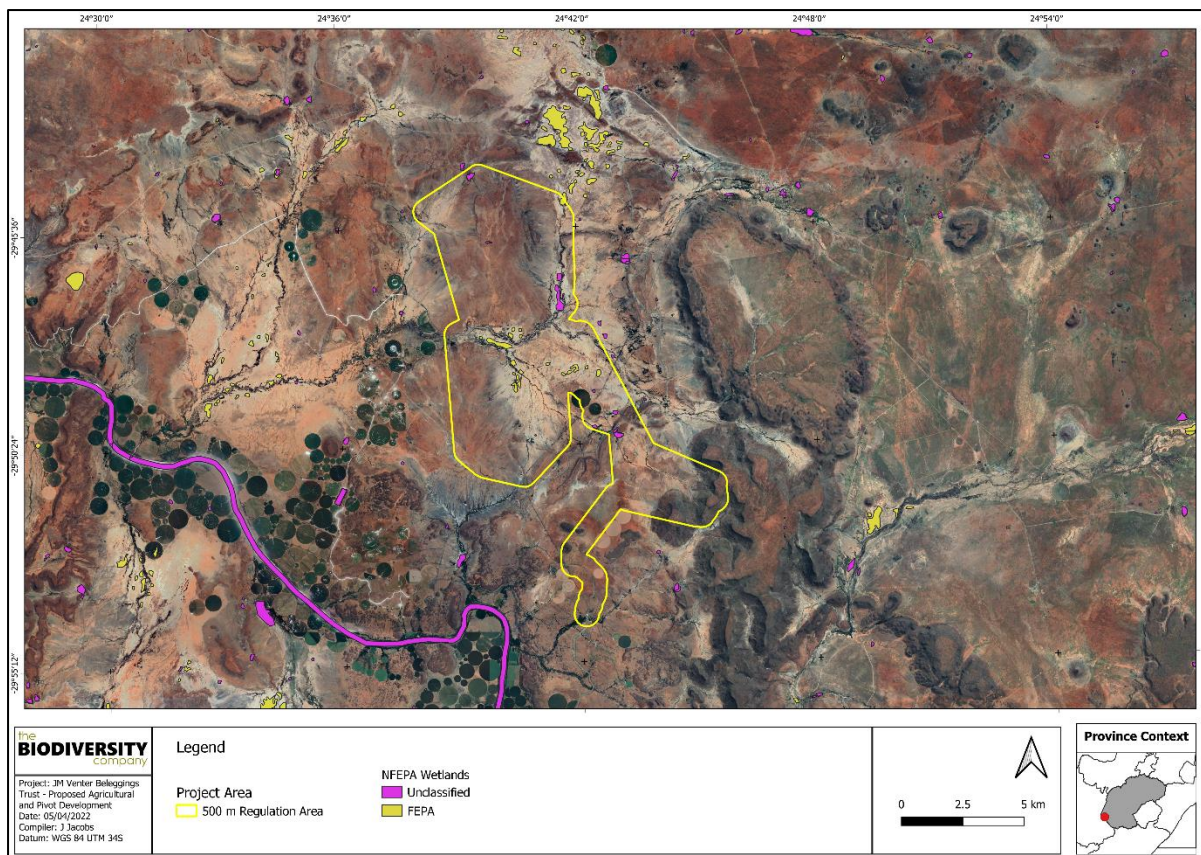 24°30'0"
24°36'0"
24°42'0"
24°48'0"
24°54'0"
-29°45'36"
-29°50'24"
-29°55'12"
the
BIODIVERSITY
company
Project: JM Venter Beleggings
Trust - Proposed Agricultural
and Pivot Development
Date: 05/04/2022
Compiler: J Jacobs
Datum: WGS 84 UTM 34S
Legend
Project Area
500 m Regulation Area
NFEPA Wetlands
Unclassified
FEPA
0 2.5 5 km
Province Context